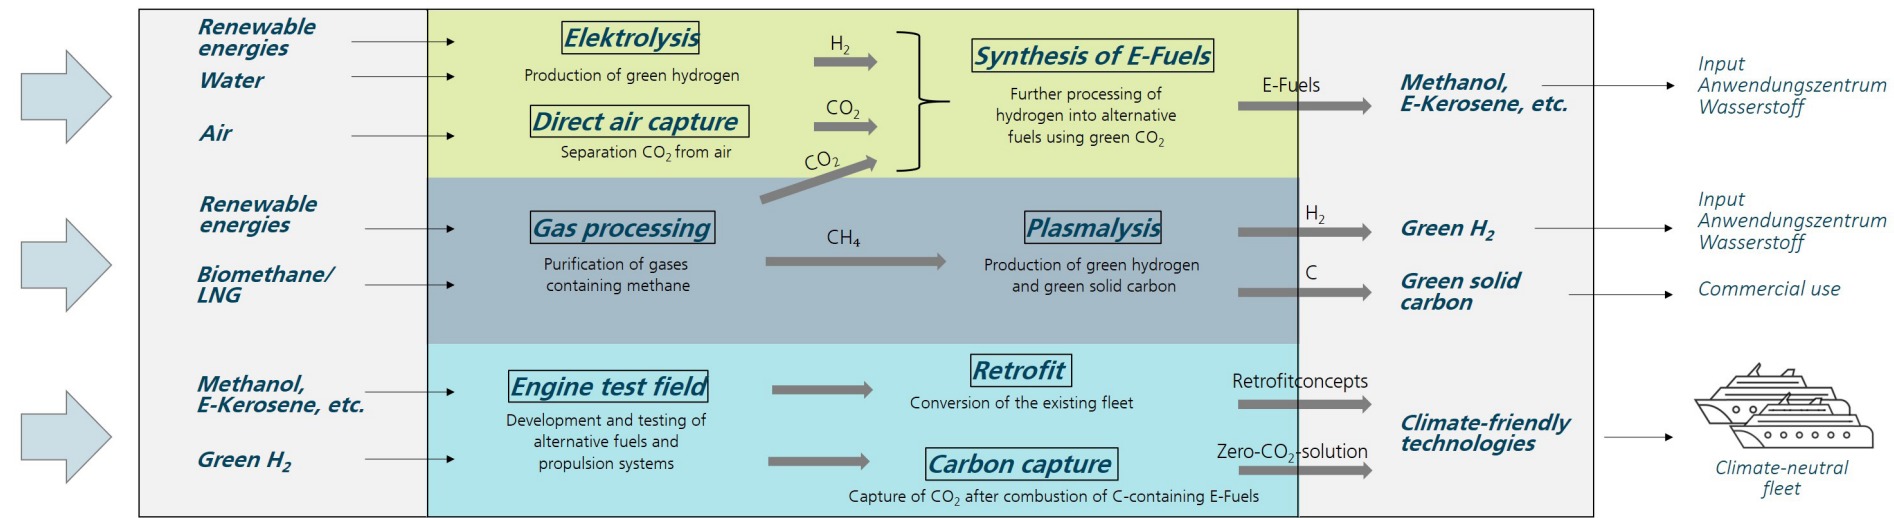 Renewable
energies
Water
Air
Elektrolysis
Production of green hydrogen
Direct air capture
Separation CO₂ from air
H₂
CO₂
CO₂
Synthesis of E-Fuels
Further processing of
hydrogen into alternative
fuels using green CO₂
E-Fuels
Methanol,
E-Kerosene, etc.
Input
Anwendungszentrum
Wasserstoff
Renewable
energies
Biomethane/
LNG
Gas processing
Purification of gases
containing methane
CH₄
Plasmalysis
Production of green hydrogen
and green solid carbon
H₂
C
Green H₂
Green solid
carbon
Input
Anwendungszentrum
Wasserstoff
Commercial use
Methanol,
E-Kerosene, etc.
Green H₂
Engine test field
Development and testing of
alternative fuels and
propulsion systems
Retrofit
Conversion of the existing fleet
Carbon capture
Capture of CO₂ after combustion of C-containing E-Fuels
Retrofitconcepts
Zero-CO₂-solution
Climate-friendly
technologies
Climate-neutral
fleet